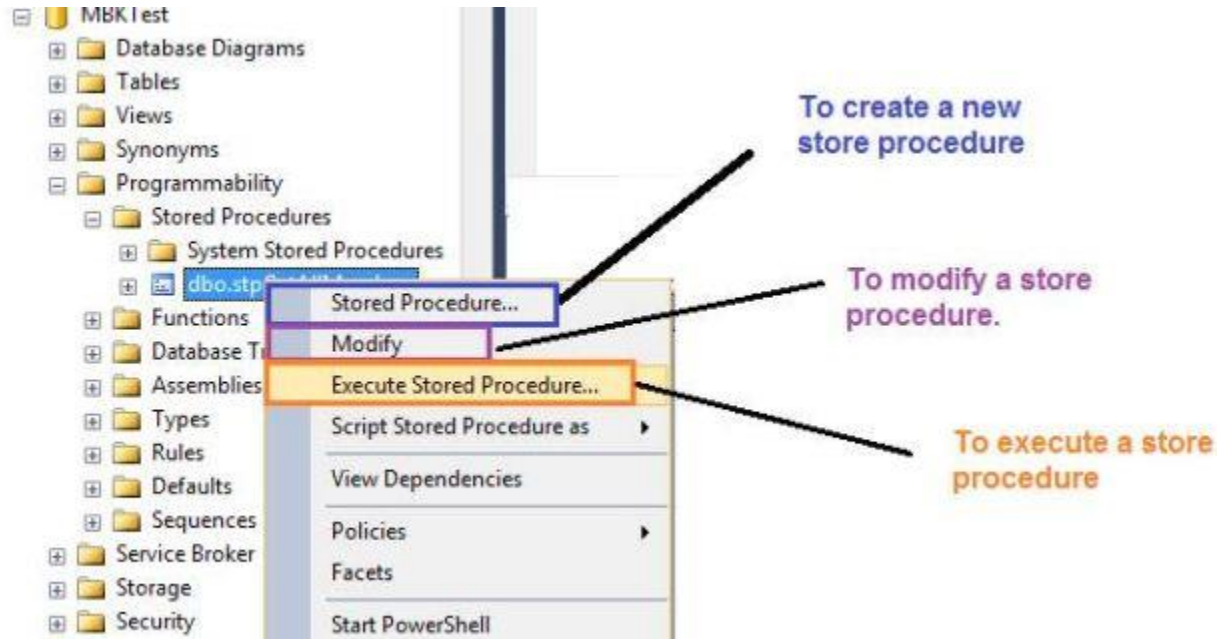 MBKTest
Database Diagrams
Tables
Views
Synonyms
Programmability
Stored Procedures
System Stored Procedures
Functions
Assemblies
Types
Rules
Defaults
Sequences
Service Broker
Storage
Security
Database
Stored Procedure...
Modify
Execute Stored Procedure...
Script Stored Procedure as
View Dependencies
Policies
Facets
Start PowerShell
To create a new
store procedure
To modify a store
procedure.
To execute a store
procedure